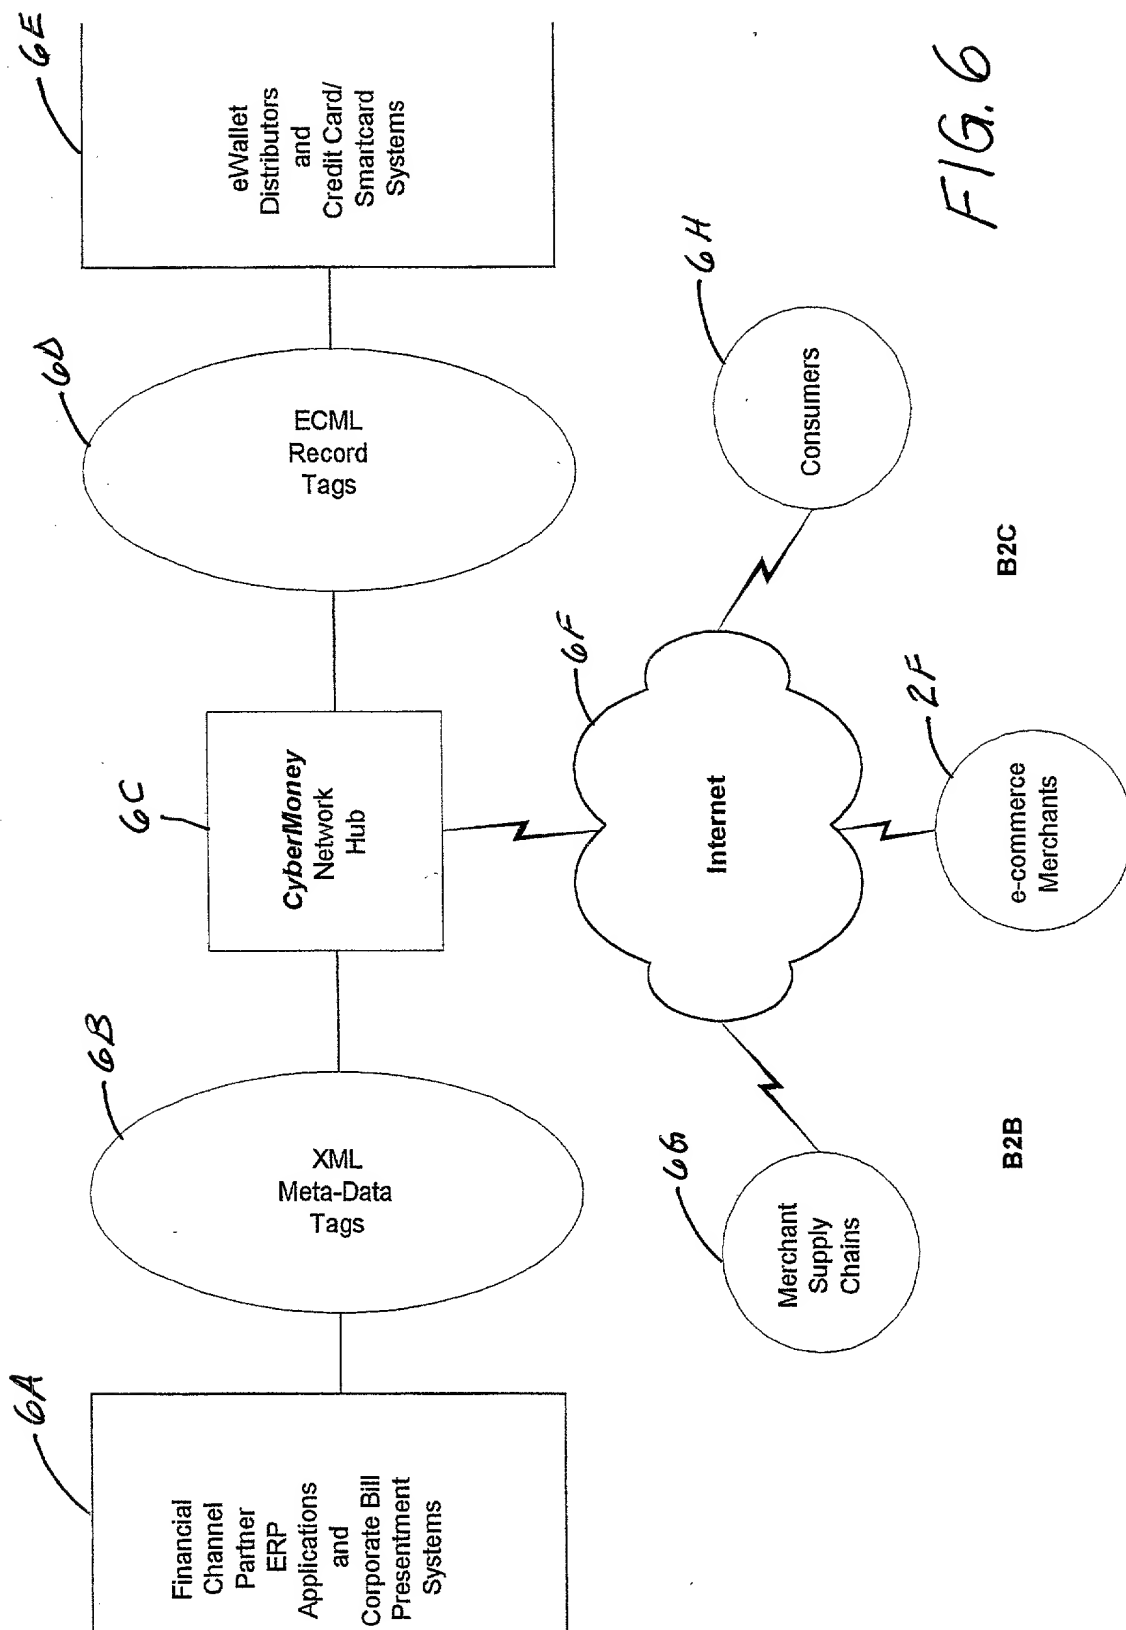 6A
Financial
Channel
Partner
ERP
Applications
and
Corporate Bill
Presentment
Systems
6B
XML
Meta-Data
Tags
6C
CyberMoney
Network
Hub
6D
ECML
Record
Tags
6E
eWallet
Distributors
and
Credit Card/
Smartcard
Systems
6F
Internet
6G
Merchant
Supply
Chains
2F
e-commerce
Merchants
6H
Consumers
B2B
B2C
FIG. 6